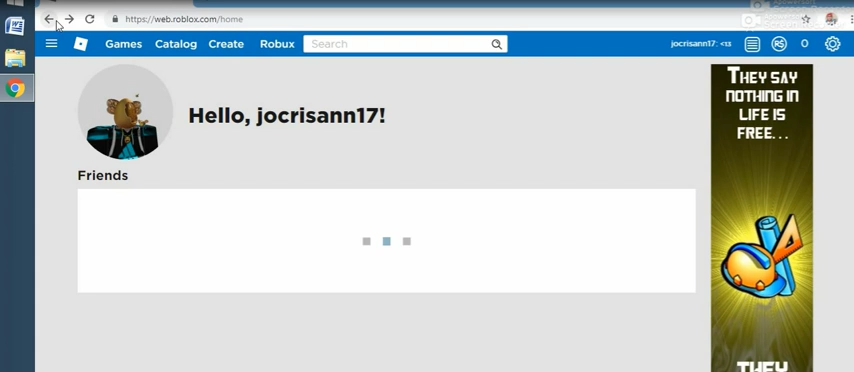 https://web.roblox.com/home
Games Catalog Create Robux Search jocrisann17: <13 R$ 0
Hello, jocrisann17!
Friends
THEY SAY
NOTHING IN
LIFE IS
FREE...
THEY